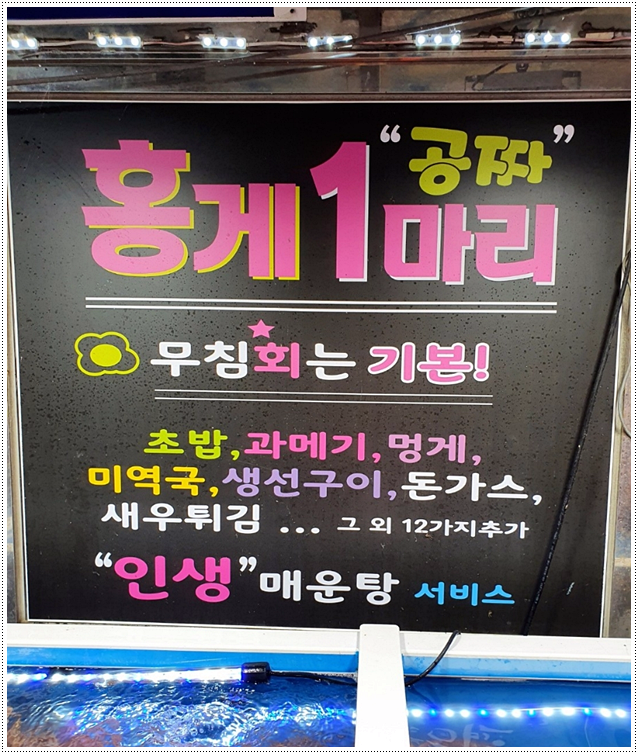 홍게 1 "공짜" 마리
무침회는 기본!
초밥, 과메기, 멍게,
미역국, 생선구이, 돈가스,
새우튀김 ... 그 외 12가지추가
"인생" 매운탕 서비스